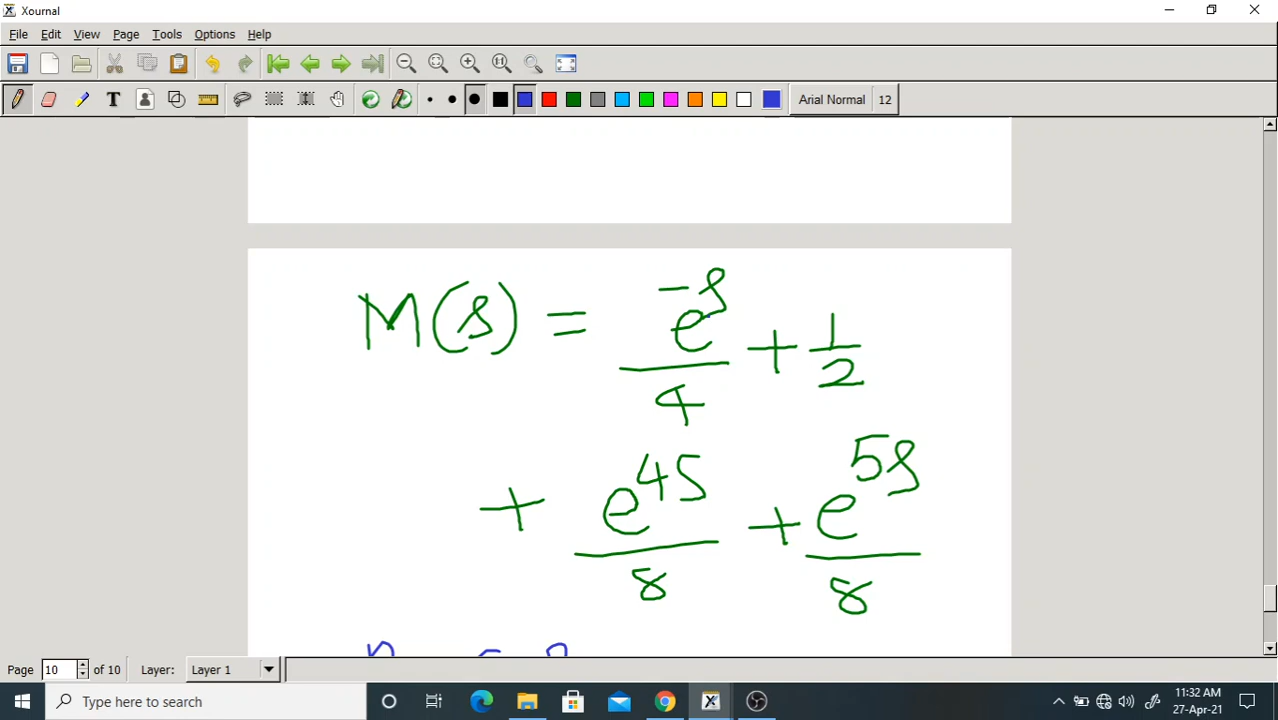 Xournal
File Edit View Page Tools Options Help
Arial Normal 12
M(s) = e^-s/4 + 1/2
+ e^4s/8 + e^5s/8
Page 10 of 10 Layer: Layer 1
Type here to search
11:32 AM
27-Apr-21